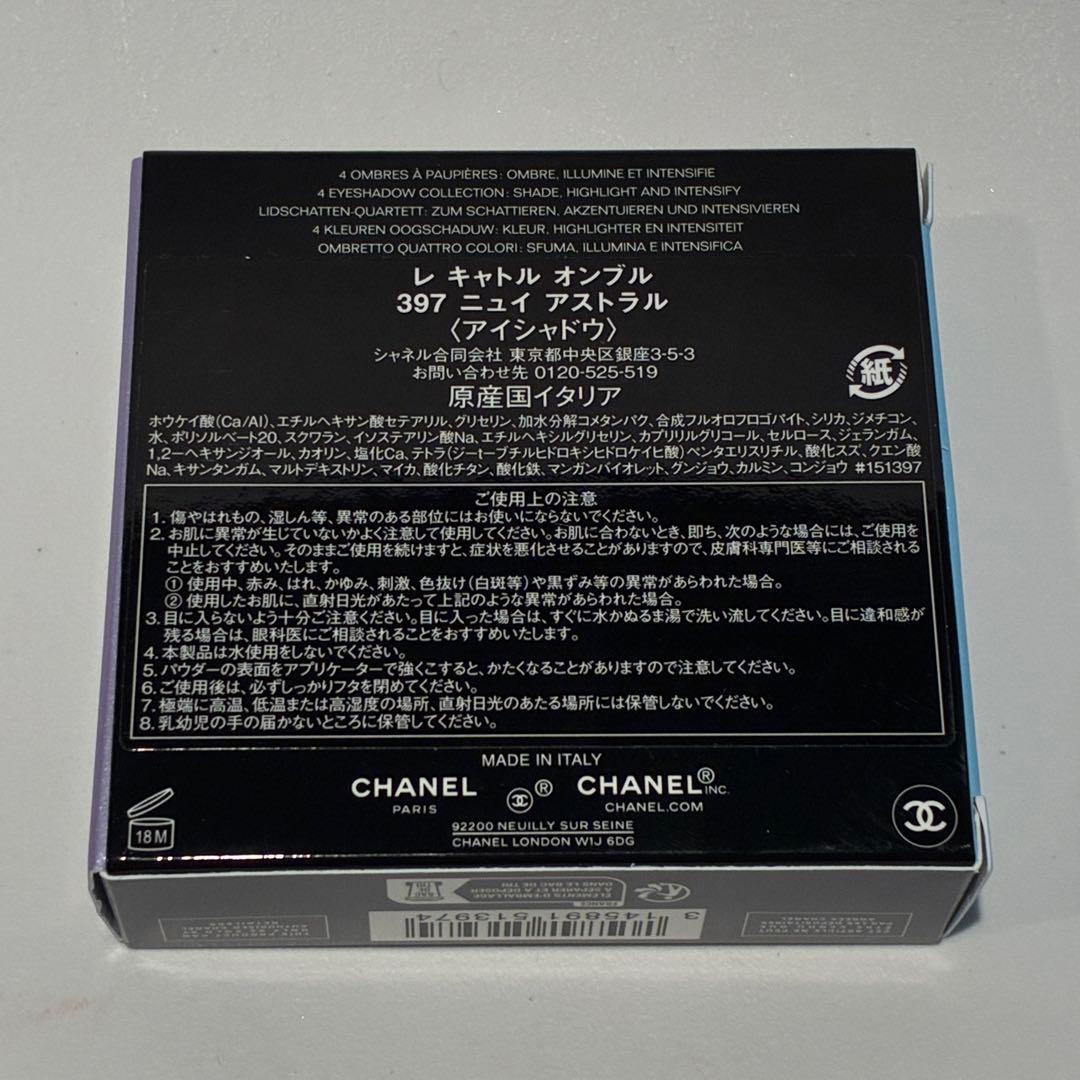 4 OMBRES À PAUPIÈRES: OMBRE, ILLUMINE ET INTENSIFIE
4 EYESHADOW COLLECTION: SHADE, HIGHLIGHT AND INTENSIFY
LIDSCHATTEN-QUARTETT: ZUM SCHATTIEREN, AKZENTUIEREN UND INTENSIVIEREN
4 KLEUREN OOGSCHADUW: KLEUR, HIGHLIGHTER EN INTENSITEIT
OMBRETTO QUATTRO COLORI: SFUMA, ILLUMINA E INTENSIFICA
レ キャトル オンブル
397 ニュイ アストラル
〈アイシャドウ〉
シャネル合同会社 東京都中央区銀座3-5-3
お問い合わせ先 0120-525-519
原産国イタリア
紙
ホウケイ酸(Ca/Al)、エチルヘキサン酸セテアリル、グリセリン、加水分解コメタンパク、合成フルオロフロゴパイト、シリカ、ジメチコン、
水、ポリソルベート20、スクワラン、イソステアリン酸Na、エチルヘキシルグリセリン、カプリリルグリコール、セルロース、ジェランガム、
1,2-ヘキサンジオール、カオリン、塩化Ca、テトラ(ジ-t-ブチルヒドロキシヒドロケイヒ酸)ペンタエリスリチル、酸化スズ、クエン酸
Na、キサンタンガム、マルトデキストリン、マイカ、酸化チタン、酸化鉄、マンガンバイオレット、グンジョウ、カルミン、コンジョウ #151397
ご使用上の注意
1. 傷やはれもの、湿しん等、異常のある部位にはお使いにならないでください。
2. お肌に異常が生じていないかよく注意して使用してください。お肌に合わないとき、即ち、次のような場合には、ご使用を
中止してください。そのままご使用を続けますと、症状を悪化させることがありますので、皮膚科専門医等にご相談される
ことをおすすめいたします。
① 使用中、赤み、はれ、かゆみ、刺激、色抜け(白斑等)や黒ずみ等の異常があらわれた場合。
② 使用したお肌に、直射日光があたって上記のような異常があらわれた場合。
3. 目に入らないよう十分ご注意ください。目に入った場合は、すぐに水かぬるま湯で洗い流してください。目に違和感が
残る場合は、眼科医にご相談されることをおすすめいたします。
4. 本製品は水使用をしないでください。
5. パウダーの表面をアプリケーターで強くこすると、かたくなることがありますので注意してください。
6. ご使用後は、必ずしっかりフタを閉めてください。
7. 極端に高温、低温または高湿度の場所、直射日光のあたる場所には保管しないでください。
8. 乳幼児の手の届かないところに保管してください。
MADE IN ITALY
CHANEL ® CHANEL® INC.
PARIS CHANEL.COM
92200 NEUILLY SUR SEINE
CHANEL LONDON W1J 6DG
18 M
FRANCE
ÉLÉMENTS D'EMBALLAGE
À SÉPARER ET À DÉPOSER
DANS LE BAC DE TRI
3 145891 513974